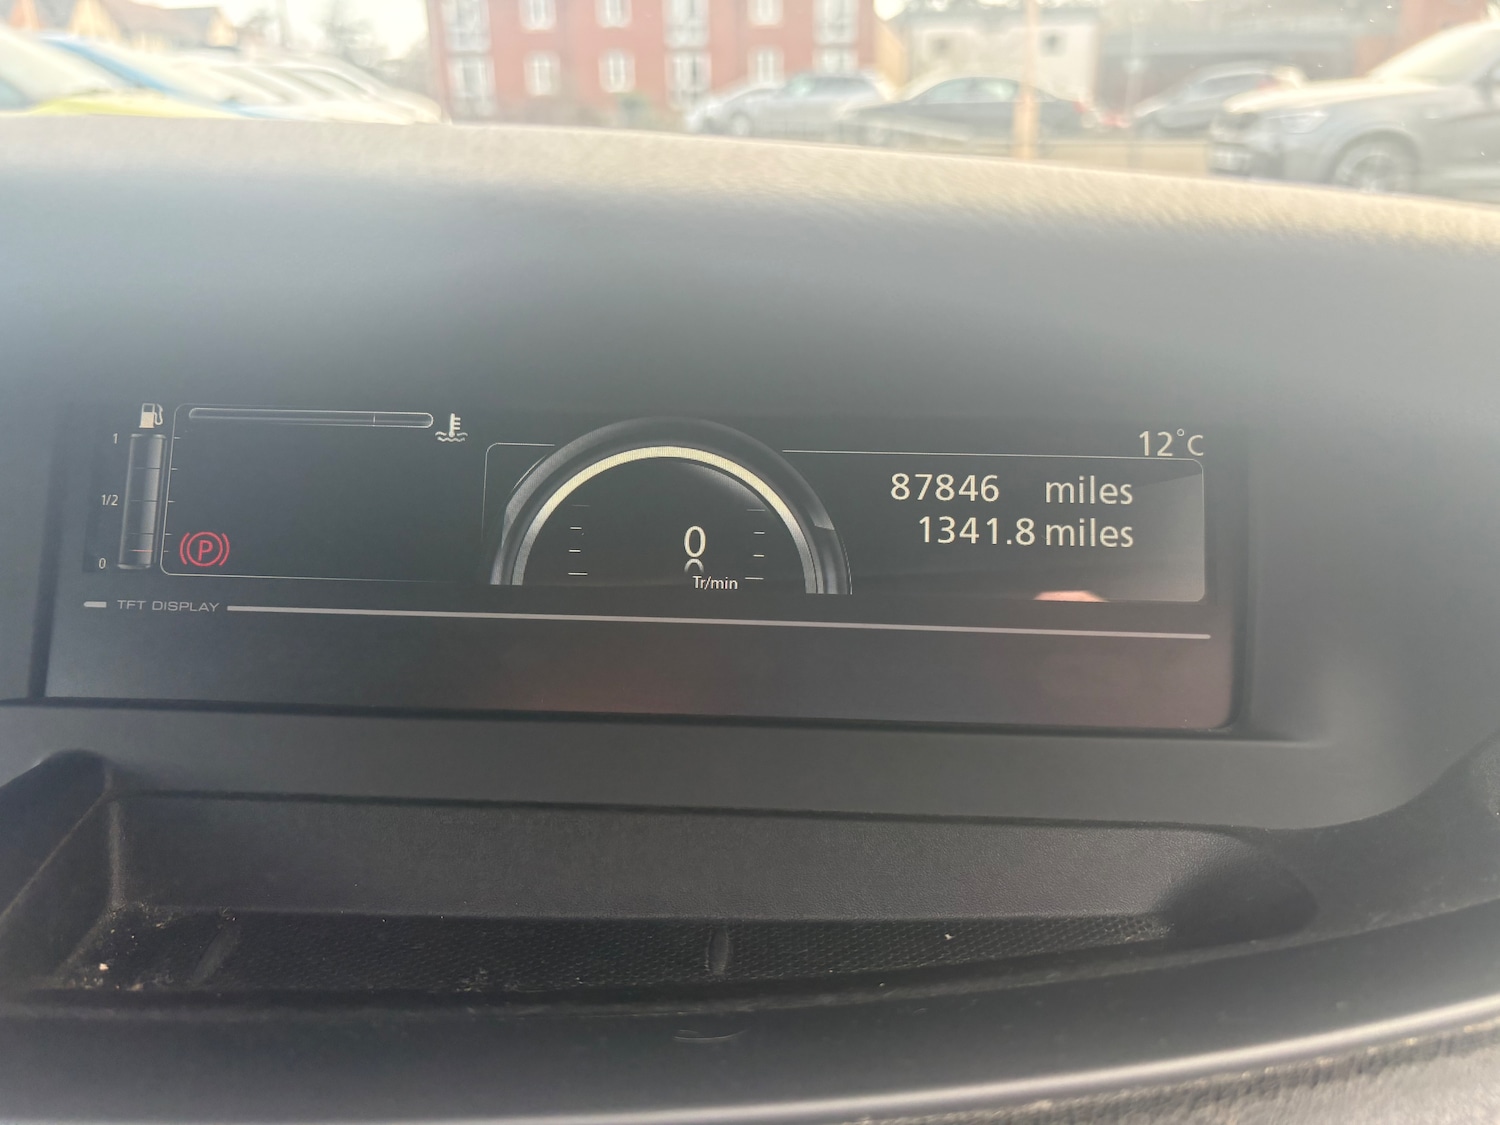 12°C
1
1/2
0
(P)
87846 miles
1341.8 miles
0
Tr/min
TFT DISPLAY